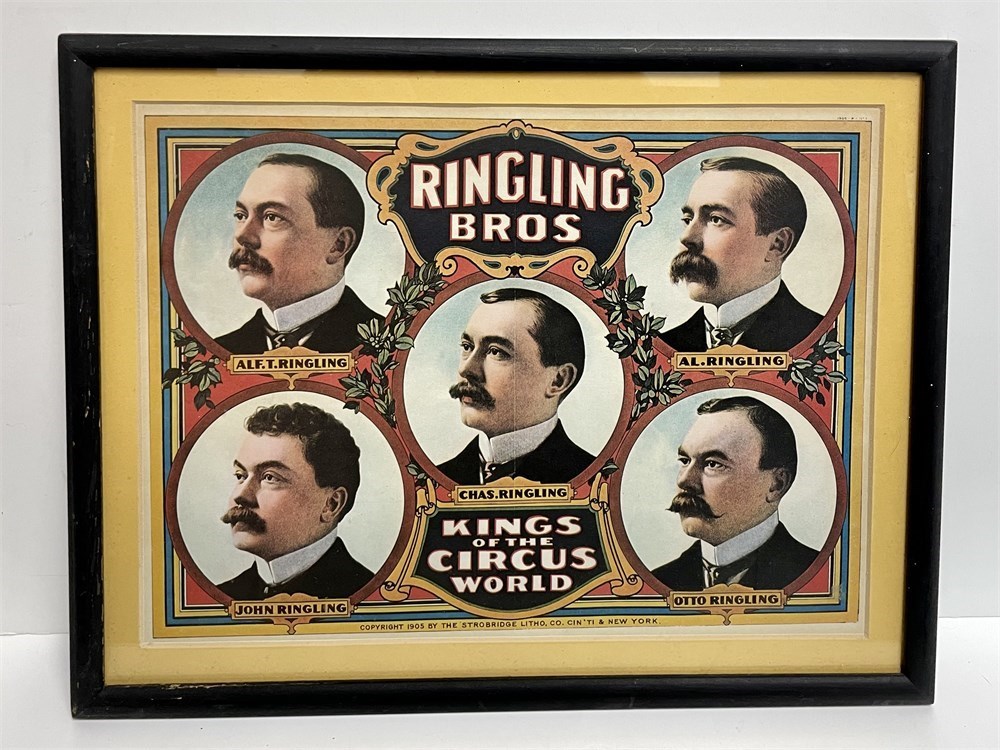 RINGLING
BROS
ALF.T.RINGLING
AL.RINGLING
CHAS.RINGLING
KINGS
OF THE
CIRCUS
WORLD
JOHN RINGLING
OTTO RINGLING
COPYRIGHT 1905 BY THE STROBRIDGE LITHO, CO. CIN'TI & NEW YORK.